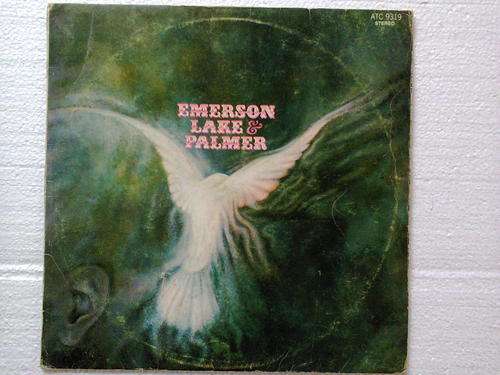 ATC 9319
STEREO
EMERSON
LAKE &
PALMER